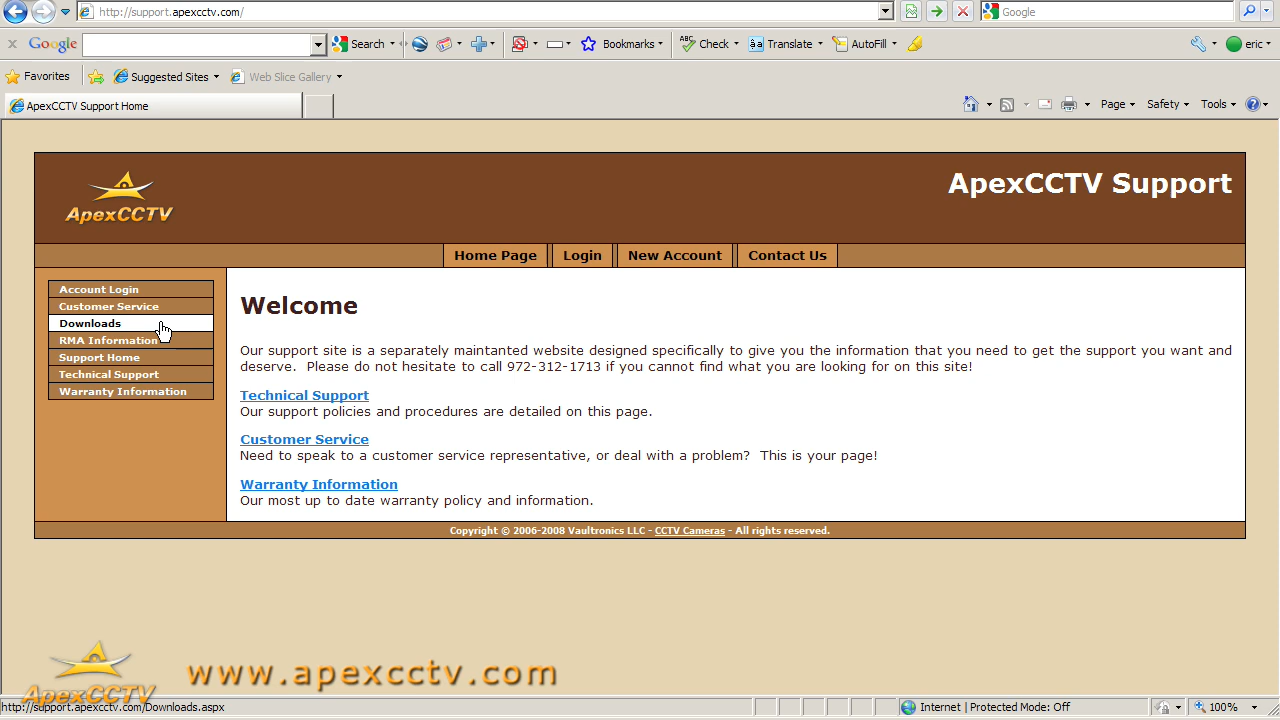 http://support.apexcctv.com/
Google
Google
Search
Bookmarks
Check
Translate
AutoFill
eric
Favorites
Suggested Sites
Web Slice Gallery
ApexCCTV Support Home
Page
Safety
Tools
ApexCCTV
ApexCCTV Support
Home Page
Login
New Account
Contact Us
Account Login
Customer Service
Downloads
RMA Information
Support Home
Technical Support
Warranty Information
Welcome
Our support site is a separately maintanted website designed specifically to give you the information that you need to get the support you want and
deserve. Please do not hesitate to call 972-312-1713 if you cannot find what you are looking for on this site!
Technical Support
Our support policies and procedures are detailed on this page.
Customer Service
Need to speak to a customer service representative, or deal with a problem? This is your page!
Warranty Information
Our most up to date warranty policy and information.
Copyright © 2006-2008 Vaultronics LLC - CCTV Cameras - All rights reserved.
ApexCCTV
www.apexcctv.com
http://support.apexcctv.com/Downloads.aspx
Internet | Protected Mode: Off
100%